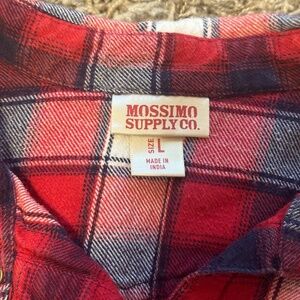 MOSSIMO
SUPPLY CO.
SIZE L
MADE IN
INDIA